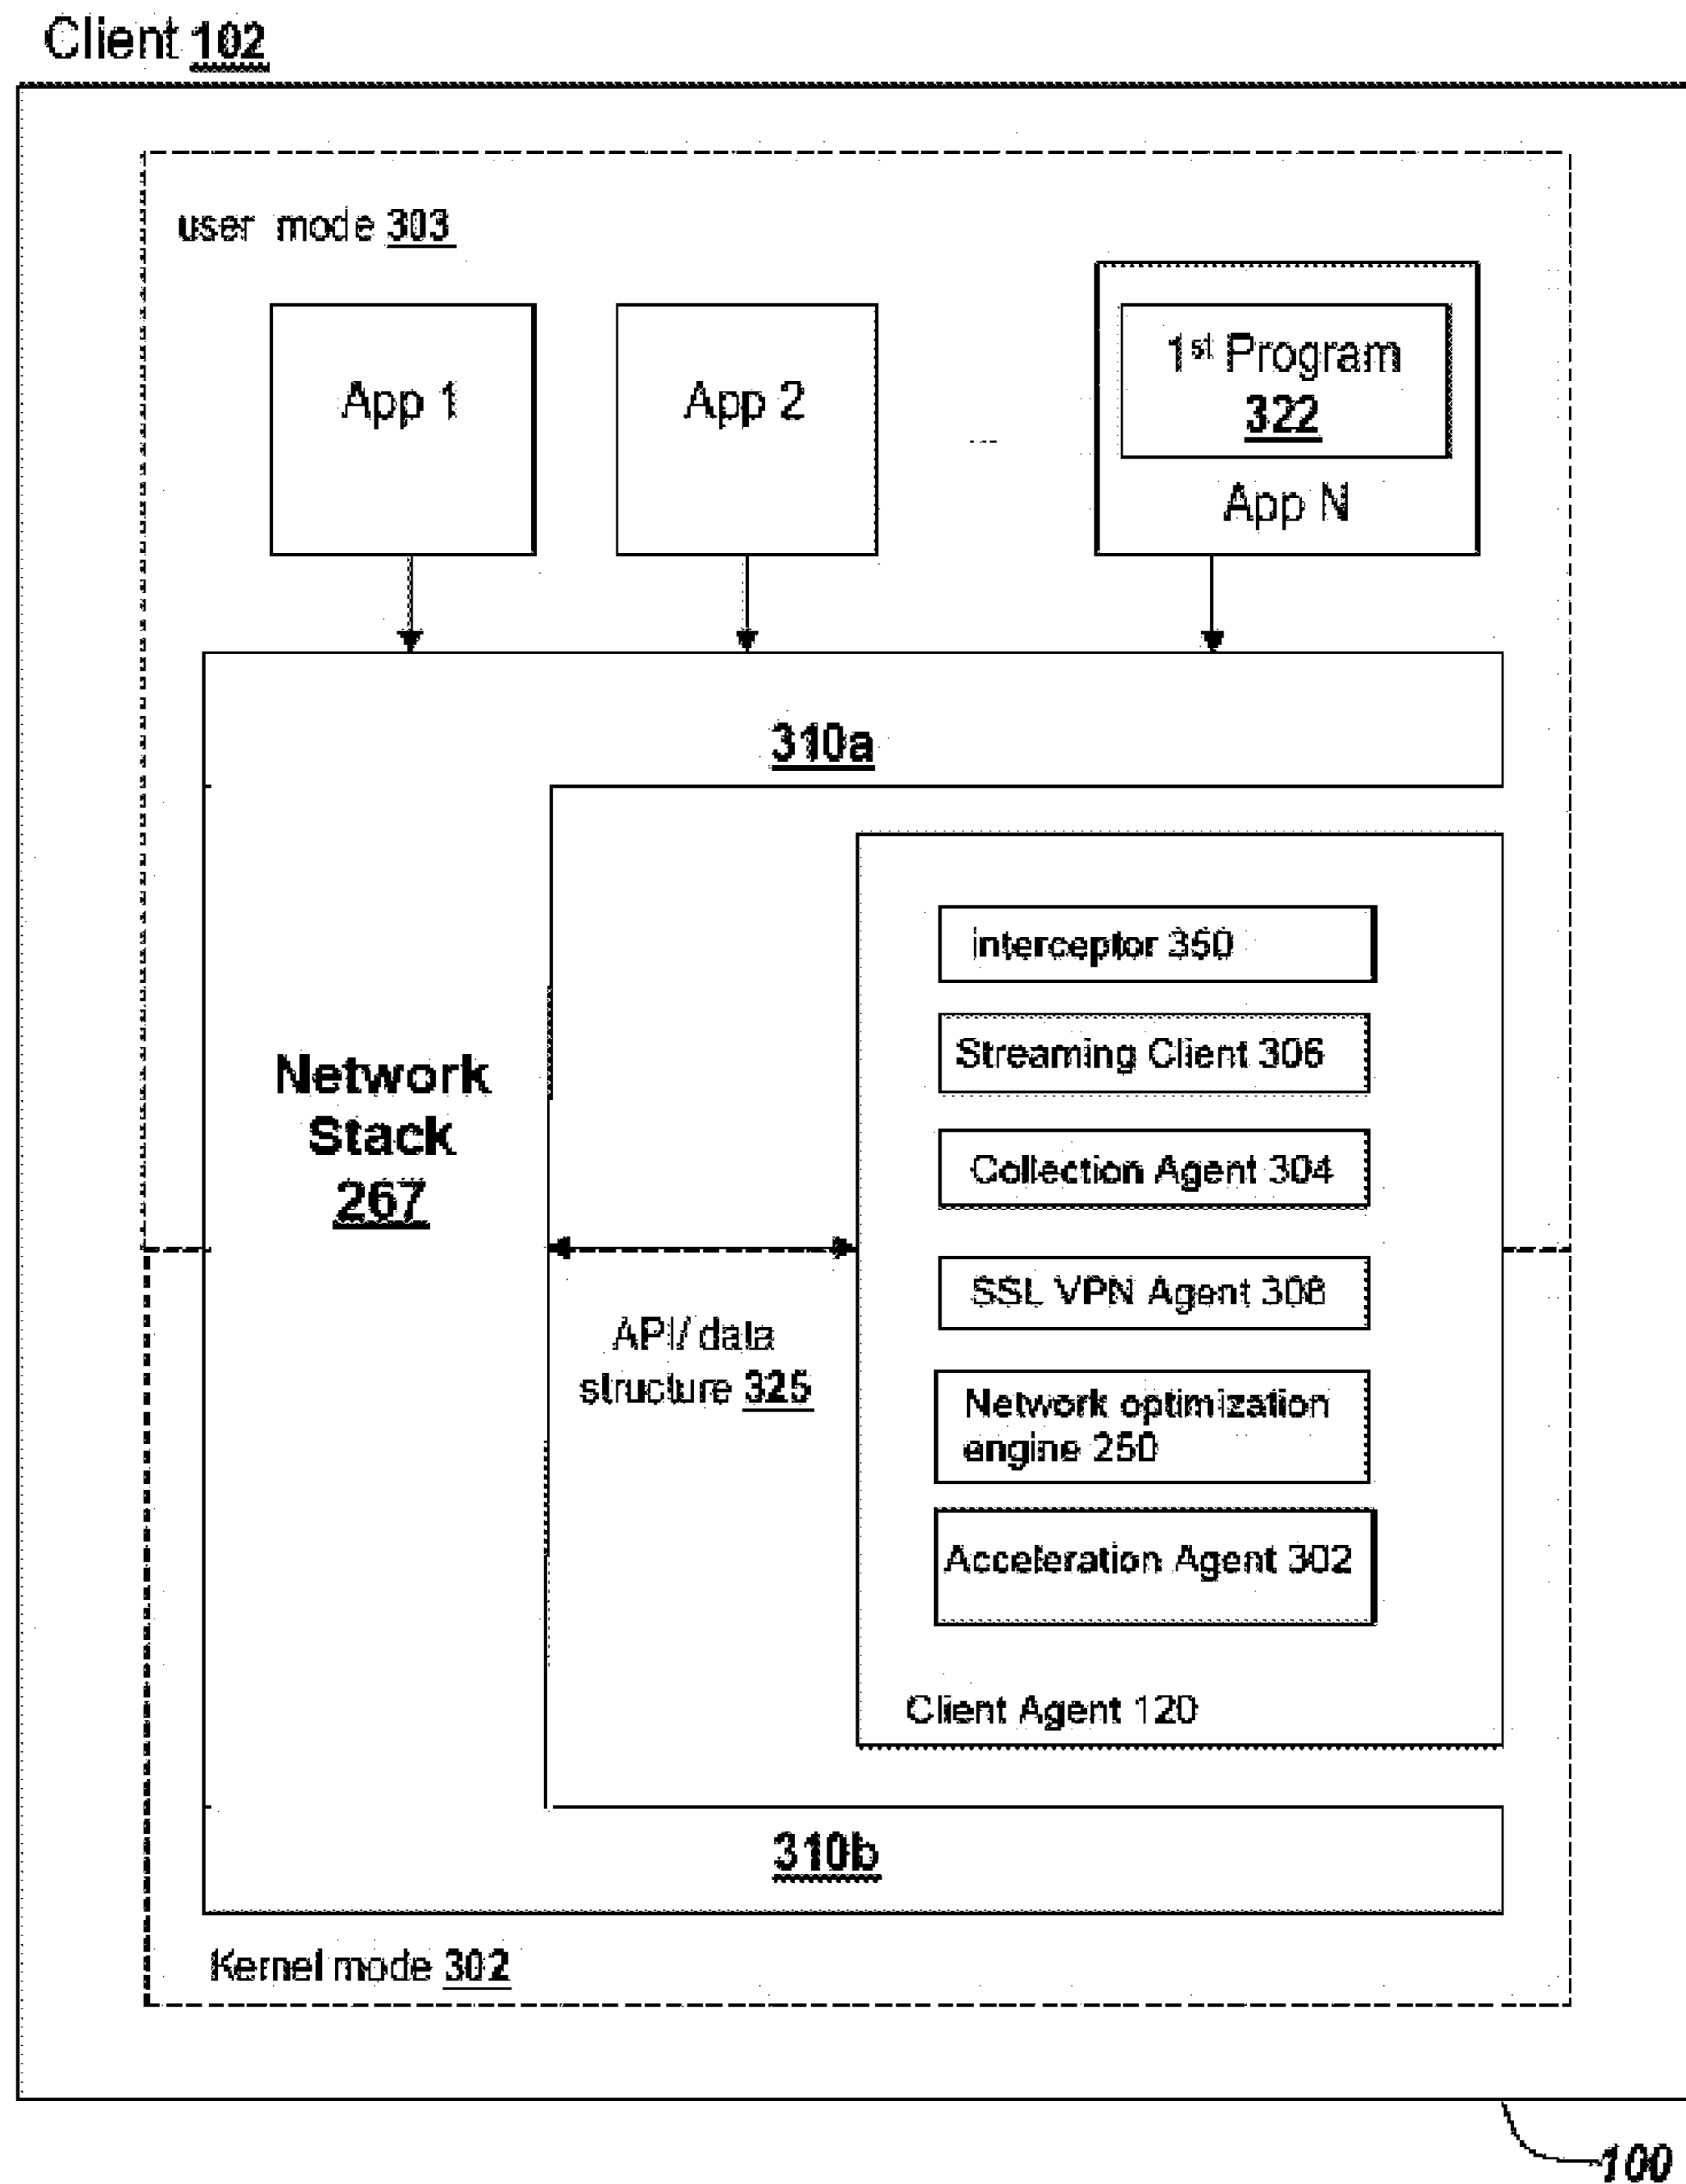 Client 102
user mode 303
App 1
App 2
...
1st Program
322
App N
310a
Network
Stack
267
API/ data
structure 325
interceptor 350
Streaming Client 306
Collection Agent 304
SSL VPN Agent 308
Network optimization
engine 250
Acceleration Agent 302
Client Agent 120
310b
Kernel mode 302
100